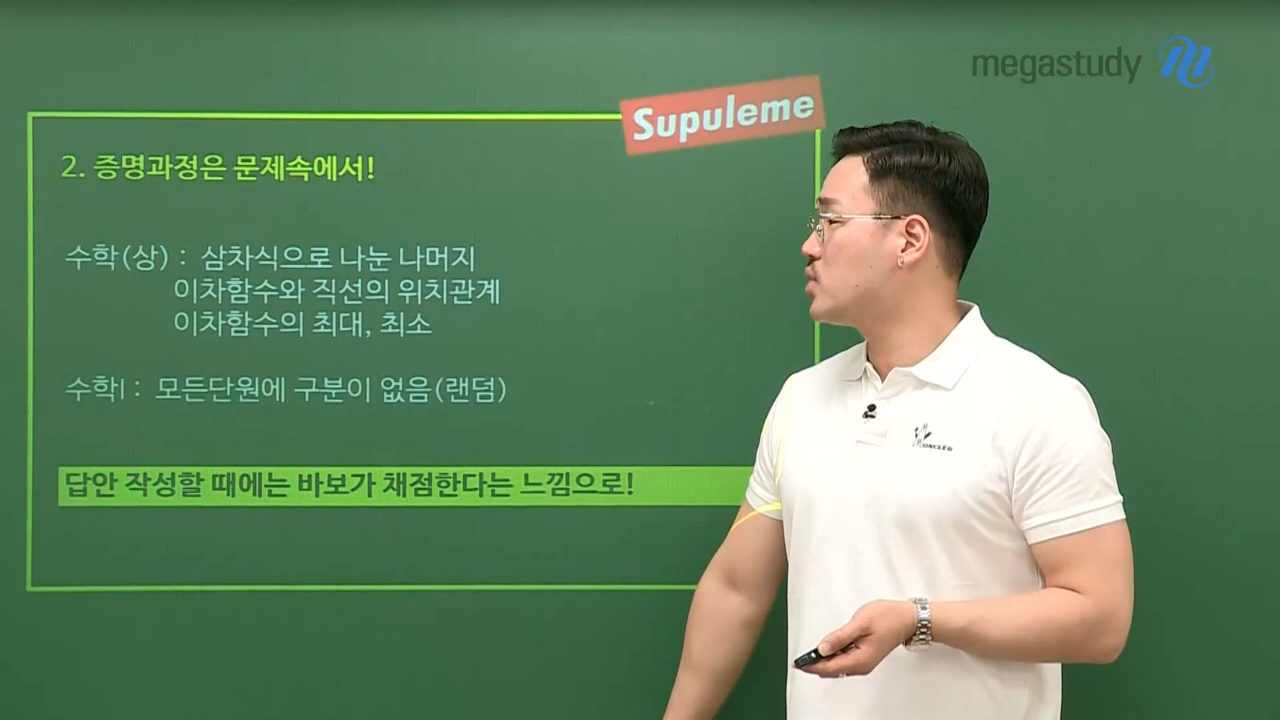 megastudy
Supuleme
2. 증명과정은 문제속에서!
수학(상) : 삼차식으로 나눈 나머지
이차함수와 직선의 위치관계
이차함수의 최대, 최소
수학I : 모든단원에 구분이 없음(랜덤)
답안 작성할 때에는 바보가 채점한다는 느낌으로!